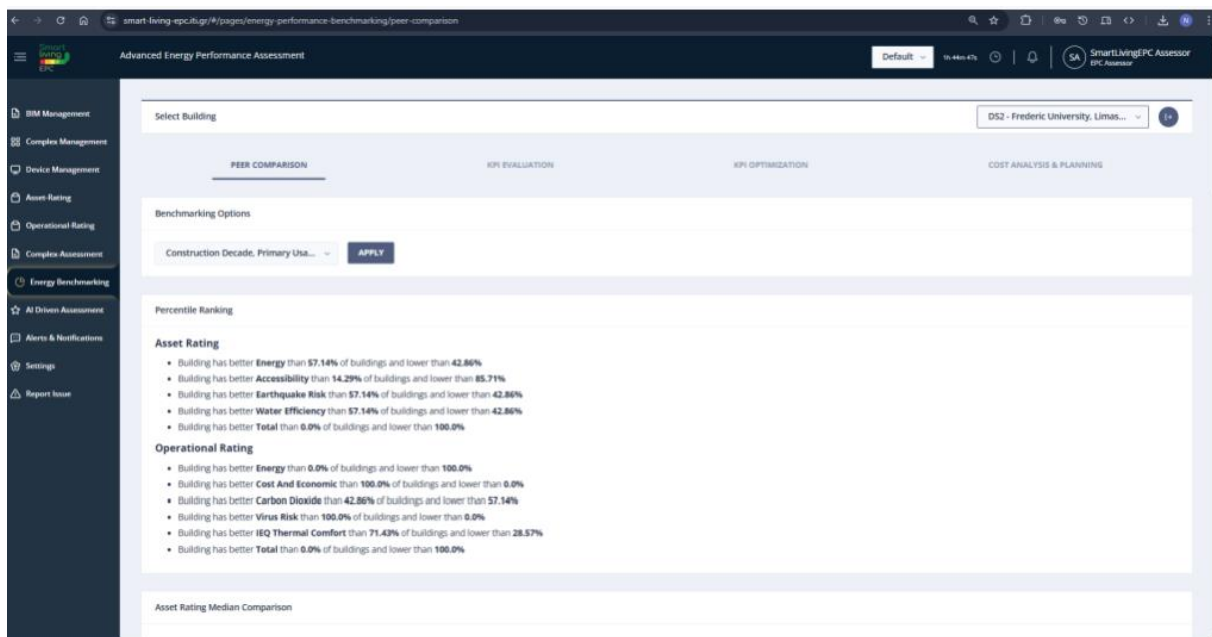 smart-living-epc.iti.gr/#/pages/energy-performance-benchmarking/peer-comparison
Smart
living
EPC
Advanced Energy Performance Assessment
Default
1h 44m 47s
SA
SmartLivingEPC Assessor
EPC Assessor
BIM Management
Complex Management
Device Management
Asset-Rating
Operational-Rating
Complex-Assessment
Energy Benchmarking
AI Driven Assessment
Alerts & Notifications
Settings
Report Issue
Select Building
DS2 - Frederic University, Limas...
PEER COMPARISON
KPI EVALUATION
KPI OPTIMIZATION
COST ANALYSIS & PLANNING
Benchmarking Options
Construction Decade, Primary Usa...
APPLY
Percentile Ranking
Asset Rating
• Building has better Energy than 57.14% of buildings and lower than 42.86%
• Building has better Accessibility than 14.29% of buildings and lower than 85.71%
• Building has better Earthquake Risk than 57.14% of buildings and lower than 42.86%
• Building has better Water Efficiency than 57.14% of buildings and lower than 42.86%
• Building has better Total than 0.0% of buildings and lower than 100.0%
Operational Rating
• Building has better Energy than 0.0% of buildings and lower than 100.0%
• Building has better Cost And Economic than 100.0% of buildings and lower than 0.0%
• Building has better Carbon Dioxide than 42.86% of buildings and lower than 57.14%
• Building has better Virus Risk than 100.0% of buildings and lower than 0.0%
• Building has better IEQ Thermal Comfort than 71.43% of buildings and lower than 28.57%
• Building has better Total than 0.0% of buildings and lower than 100.0%
Asset Rating Median Comparison